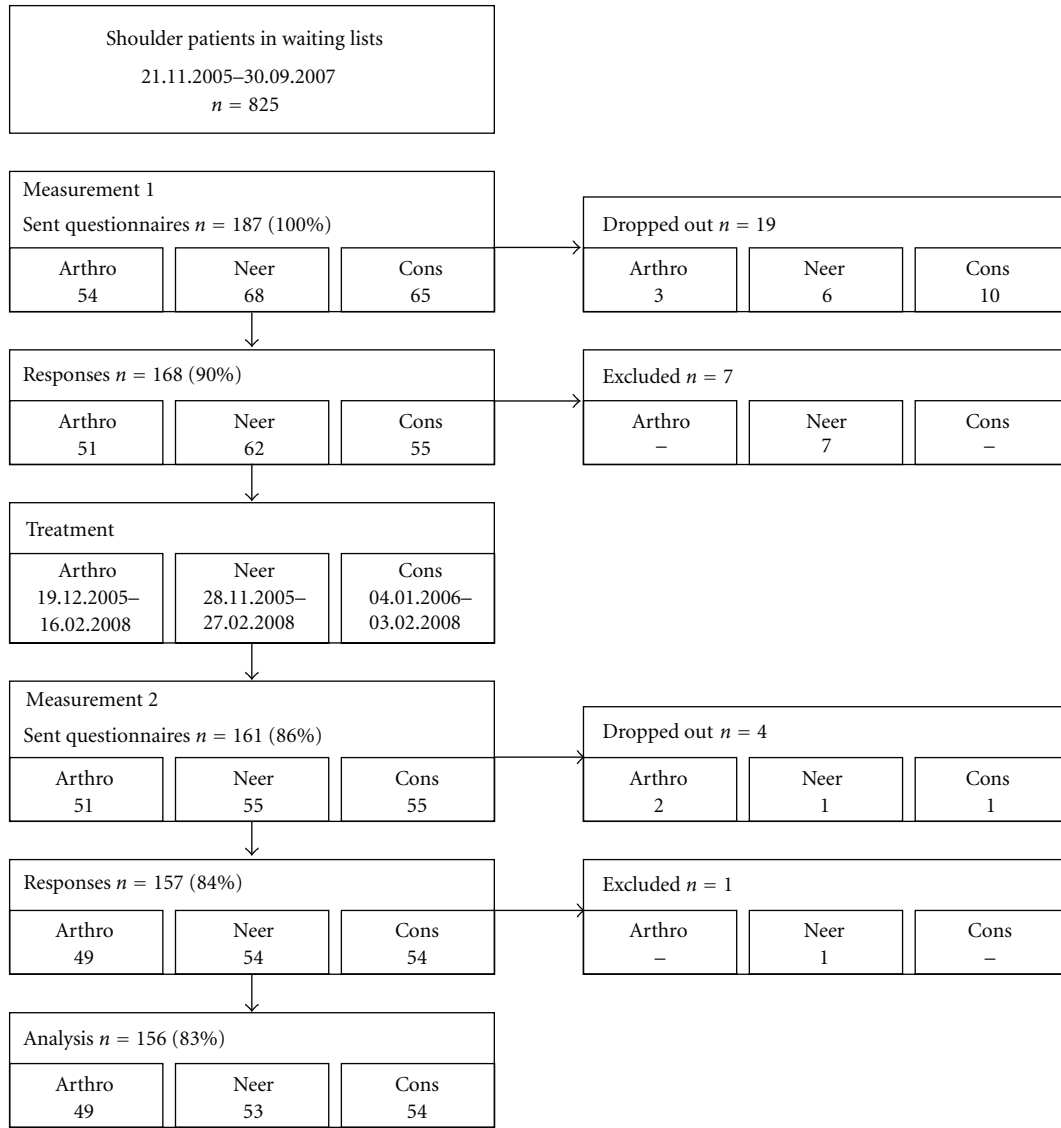 Shoulder patients in waiting lists
21.11.2005–30.09.2007
n = 825
Measurement 1
Sent questionnaires n = 187 (100%)
Arthro
54
Neer
68
Cons
65
Dropped out n = 19
Arthro
3
Neer
6
Cons
10
Responses n = 168 (90%)
Arthro
51
Neer
62
Cons
55
Excluded n = 7
Arthro
–
Neer
7
Cons
–
Treatment
Arthro
19.12.2005–
16.02.2008
Neer
28.11.2005–
27.02.2008
Cons
04.01.2006–
03.02.2008
Measurement 2
Sent questionnaires n = 161 (86%)
Arthro
51
Neer
55
Cons
55
Dropped out n = 4
Arthro
2
Neer
1
Cons
1
Responses n = 157 (84%)
Arthro
49
Neer
54
Cons
54
Excluded n = 1
Arthro
–
Neer
1
Cons
–
Analysis n = 156 (83%)
Arthro
49
Neer
53
Cons
54